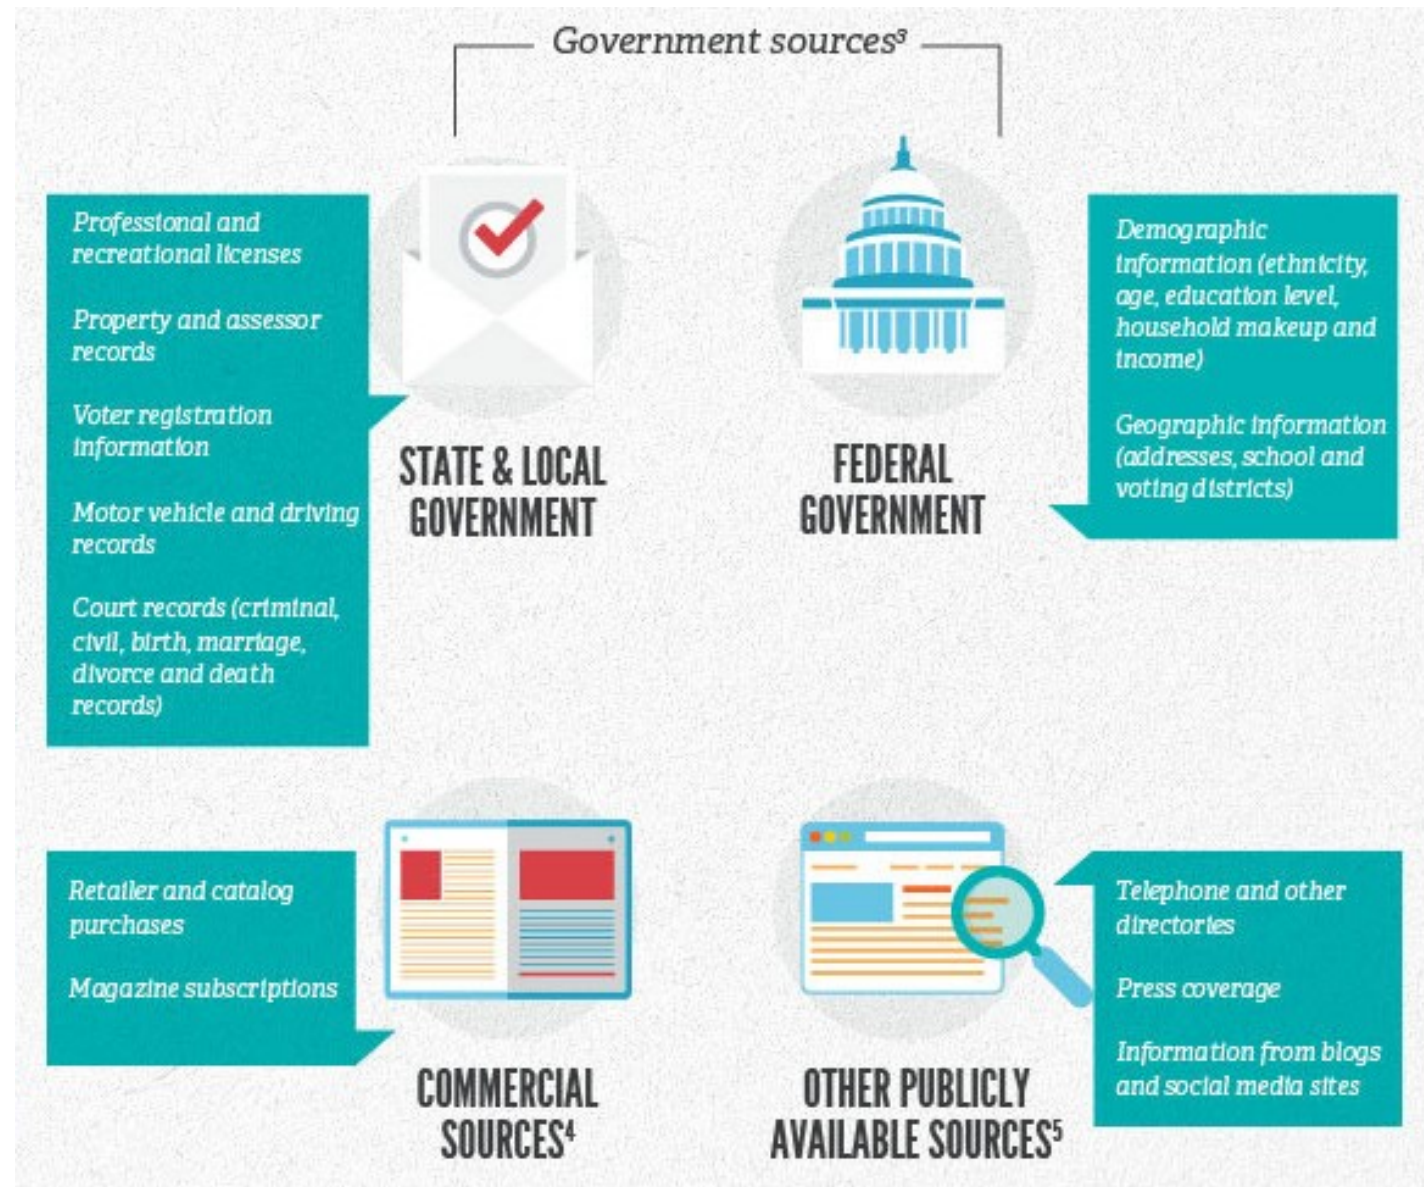 Government sources³
Professional and
recreational licenses
Property and assessor
records
Voter registration
information
Motor vehicle and driving
records
Court records (criminal,
civil, birth, marriage,
divorce and death
records)
STATE & LOCAL
GOVERNMENT
FEDERAL
GOVERNMENT
Demographic
information (ethnicity,
age, education level,
household makeup and
income)
Geographic information
(addresses, school and
voting districts)
Retailer and catalog
purchases
Magazine subscriptions
COMMERCIAL
SOURCES⁴
OTHER PUBLICLY
AVAILABLE SOURCES⁵
Telephone and other
directories
Press coverage
Information from blogs
and social media sites